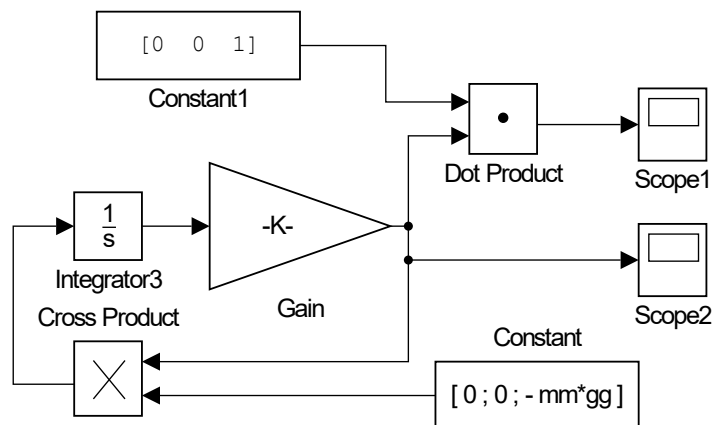 [0 0 1]
Constant1
Dot Product
Scope1
1
s
Integrator3
-K-
Gain
Scope2
Cross Product
Constant
[ 0 ; 0 ; - mm*gg ]